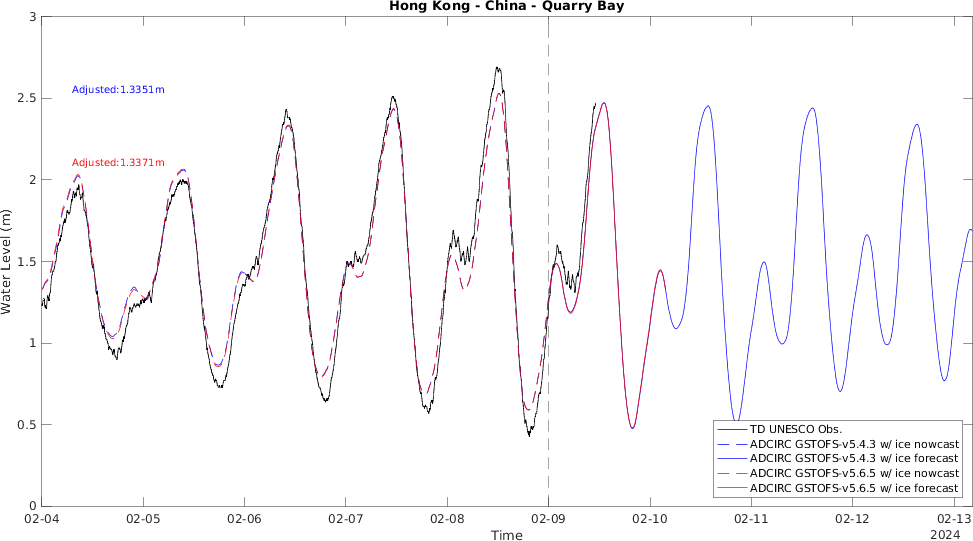 Hong Kong - China - Quarry Bay
3
2.5
2
1.5
1
0.5
0
Water Level (m)
Adjusted:1.3351m
Adjusted:1.3371m
TD UNESCO Obs.
ADCIRC GSTOFS-v5.4.3 w/ ice nowcast
ADCIRC GSTOFS-v5.4.3 w/ ice forecast
ADCIRC GSTOFS-v5.6.5 w/ ice nowcast
ADCIRC GSTOFS-v5.6.5 w/ ice forecast
02-04 02-05 02-06 02-07 02-08 02-09 02-10 02-11 02-12 02-13
Time
2024